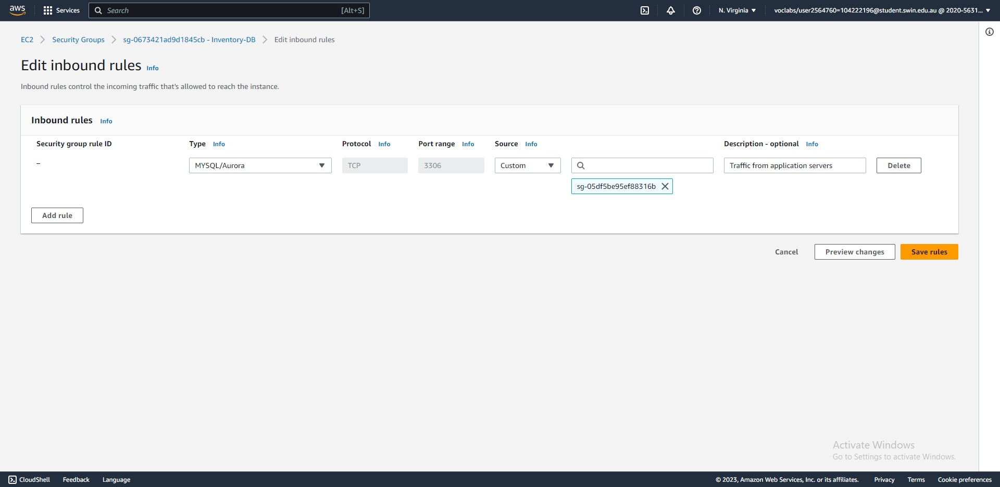 aws Services Search [Alt+S] N. Virginia voclabs/user2564760=104222196@student.swin.edu.au @ 2020-5631...
EC2 Security Groups sg-0673421ad9d1845cb - Inventory-DB Edit inbound rules
Edit inbound rules Info
Inbound rules control the incoming traffic that's allowed to reach the instance.
Inbound rules Info
Security group rule ID Type Info Protocol Info Port range Info Source Info Description - optional Info
– MYSQL/Aurora TCP 3306 Custom Traffic from application servers Delete
sg-05df5be95ef88316b
Add rule
Cancel Preview changes Save rules
Activate Windows
Go to Settings to activate Windows.
CloudShell Feedback Language © 2023, Amazon Web Services, Inc. or its affiliates. Privacy Terms Cookie preferences